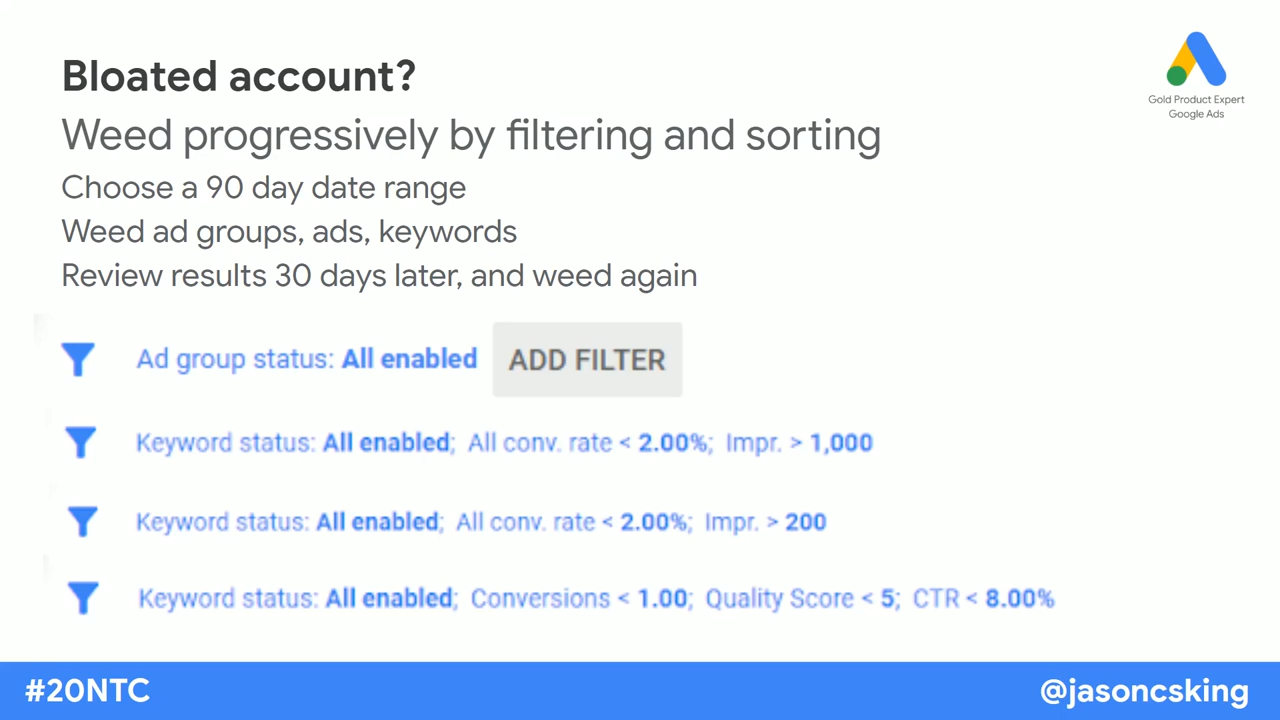 Bloated account?
Weed progressively by filtering and sorting
Choose a 90 day date range
Weed ad groups, ads, keywords
Review results 30 days later, and weed again
Gold Product Expert
Google Ads
Ad group status: All enabled ADD FILTER
Keyword status: All enabled; All conv. rate < 2.00%; Impr. > 1,000
Keyword status: All enabled; All conv. rate < 2.00%; Impr. > 200
Keyword status: All enabled; Conversions < 1.00; Quality Score < 5; CTR < 8.00%
#20NTC @jasoncsking